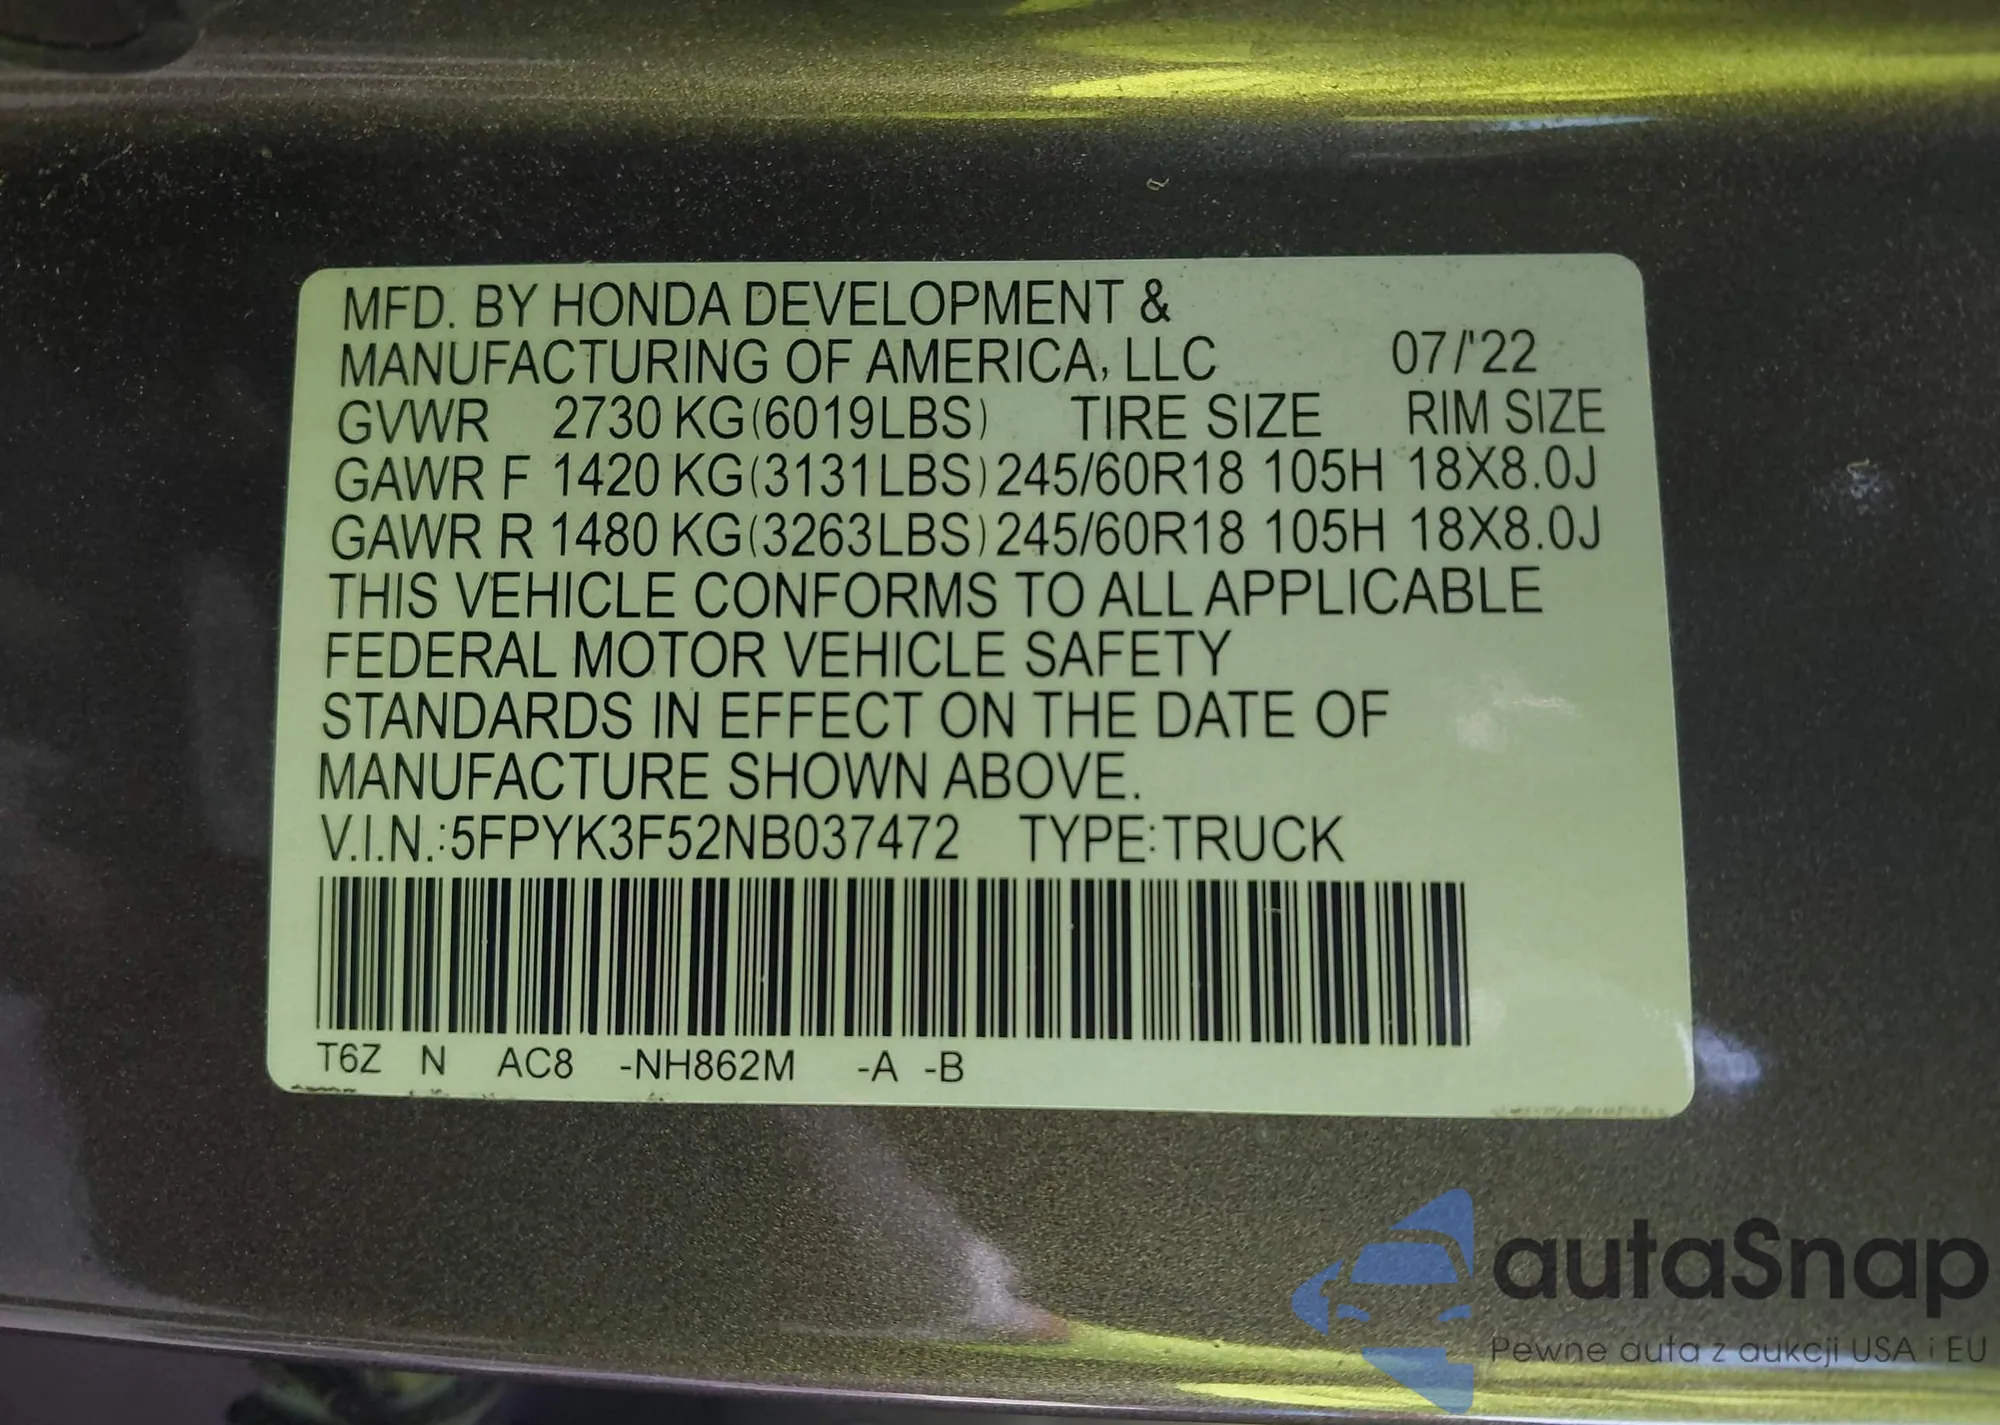 MFD. BY HONDA DEVELOPMENT &
MANUFACTURING OF AMERICA, LLC 07/'22
GVWR 2730 KG(6019LBS) TIRE SIZE RIM SIZE
GAWR F 1420 KG(3131LBS) 245/60R18 105H 18X8.0J
GAWR R 1480 KG(3263LBS) 245/60R18 105H 18X8.0J
THIS VEHICLE CONFORMS TO ALL APPLICABLE
FEDERAL MOTOR VEHICLE SAFETY
STANDARDS IN EFFECT ON THE DATE OF
MANUFACTURE SHOWN ABOVE.
V.I.N.:5FPYK3F52NB037472 TYPE:TRUCK
T6Z N AC8 -NH862M -A -B
autaSnap
Pewne auta z aukcji USA i EU